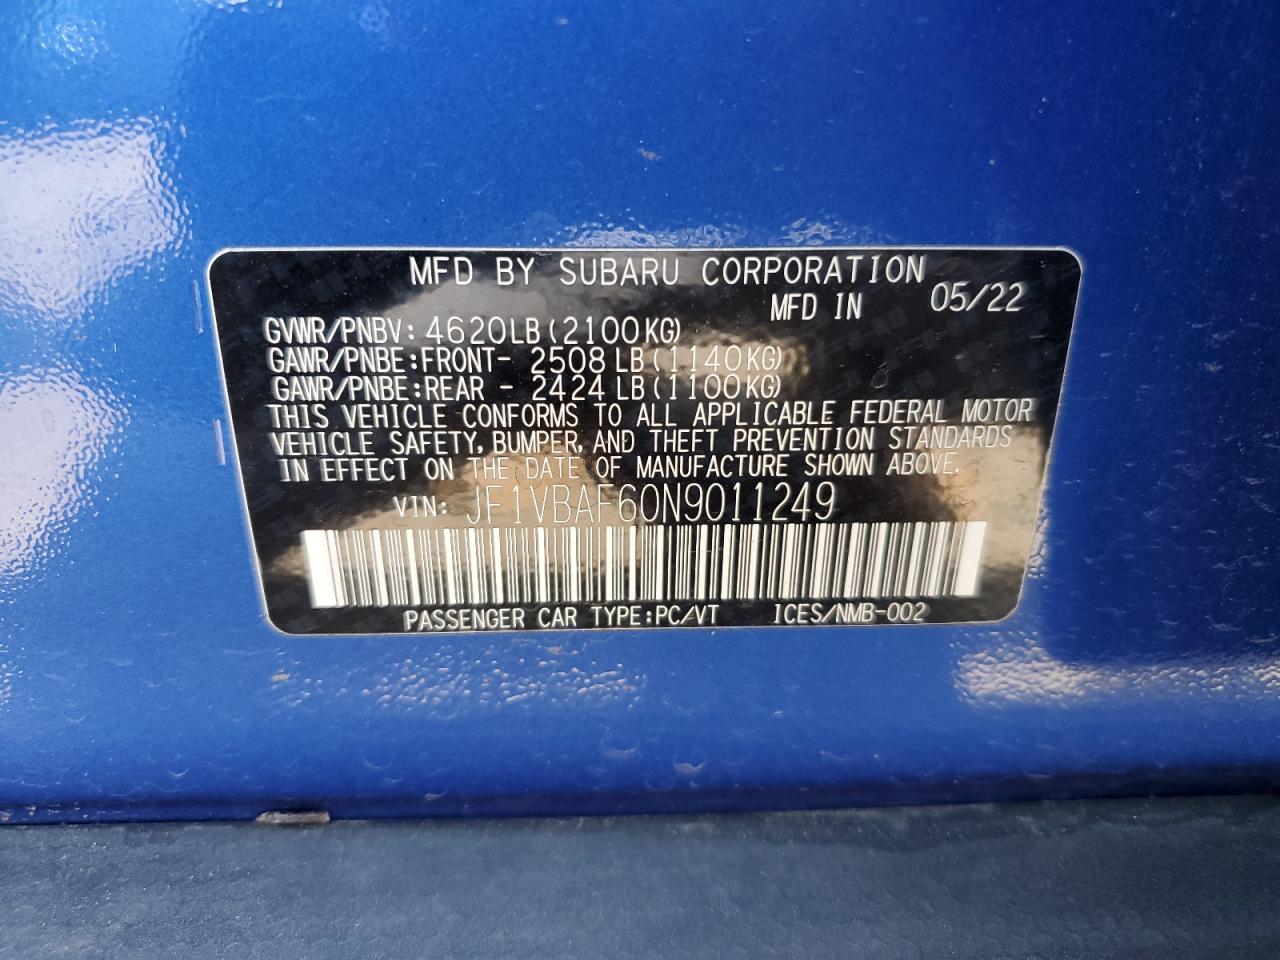 MFD BY SUBARU CORPORATION
MFD IN 05/22
GVWR/PNBV: 4620LB(2100KG)
GAWR/PNBE:FRONT- 2508 LB(1140KG)
GAWR/PNBE:REAR - 2424 LB(1100KG)
THIS VEHICLE CONFORMS TO ALL APPLICABLE FEDERAL MOTOR
VEHICLE SAFETY, BUMPER, AND THEFT PREVENTION STANDARDS
IN EFFECT ON THE DATE OF MANUFACTURE SHOWN ABOVE.
VIN: JF1VBAF60N9011249
PASSENGER CAR TYPE:PC/VT ICES/NMB-002